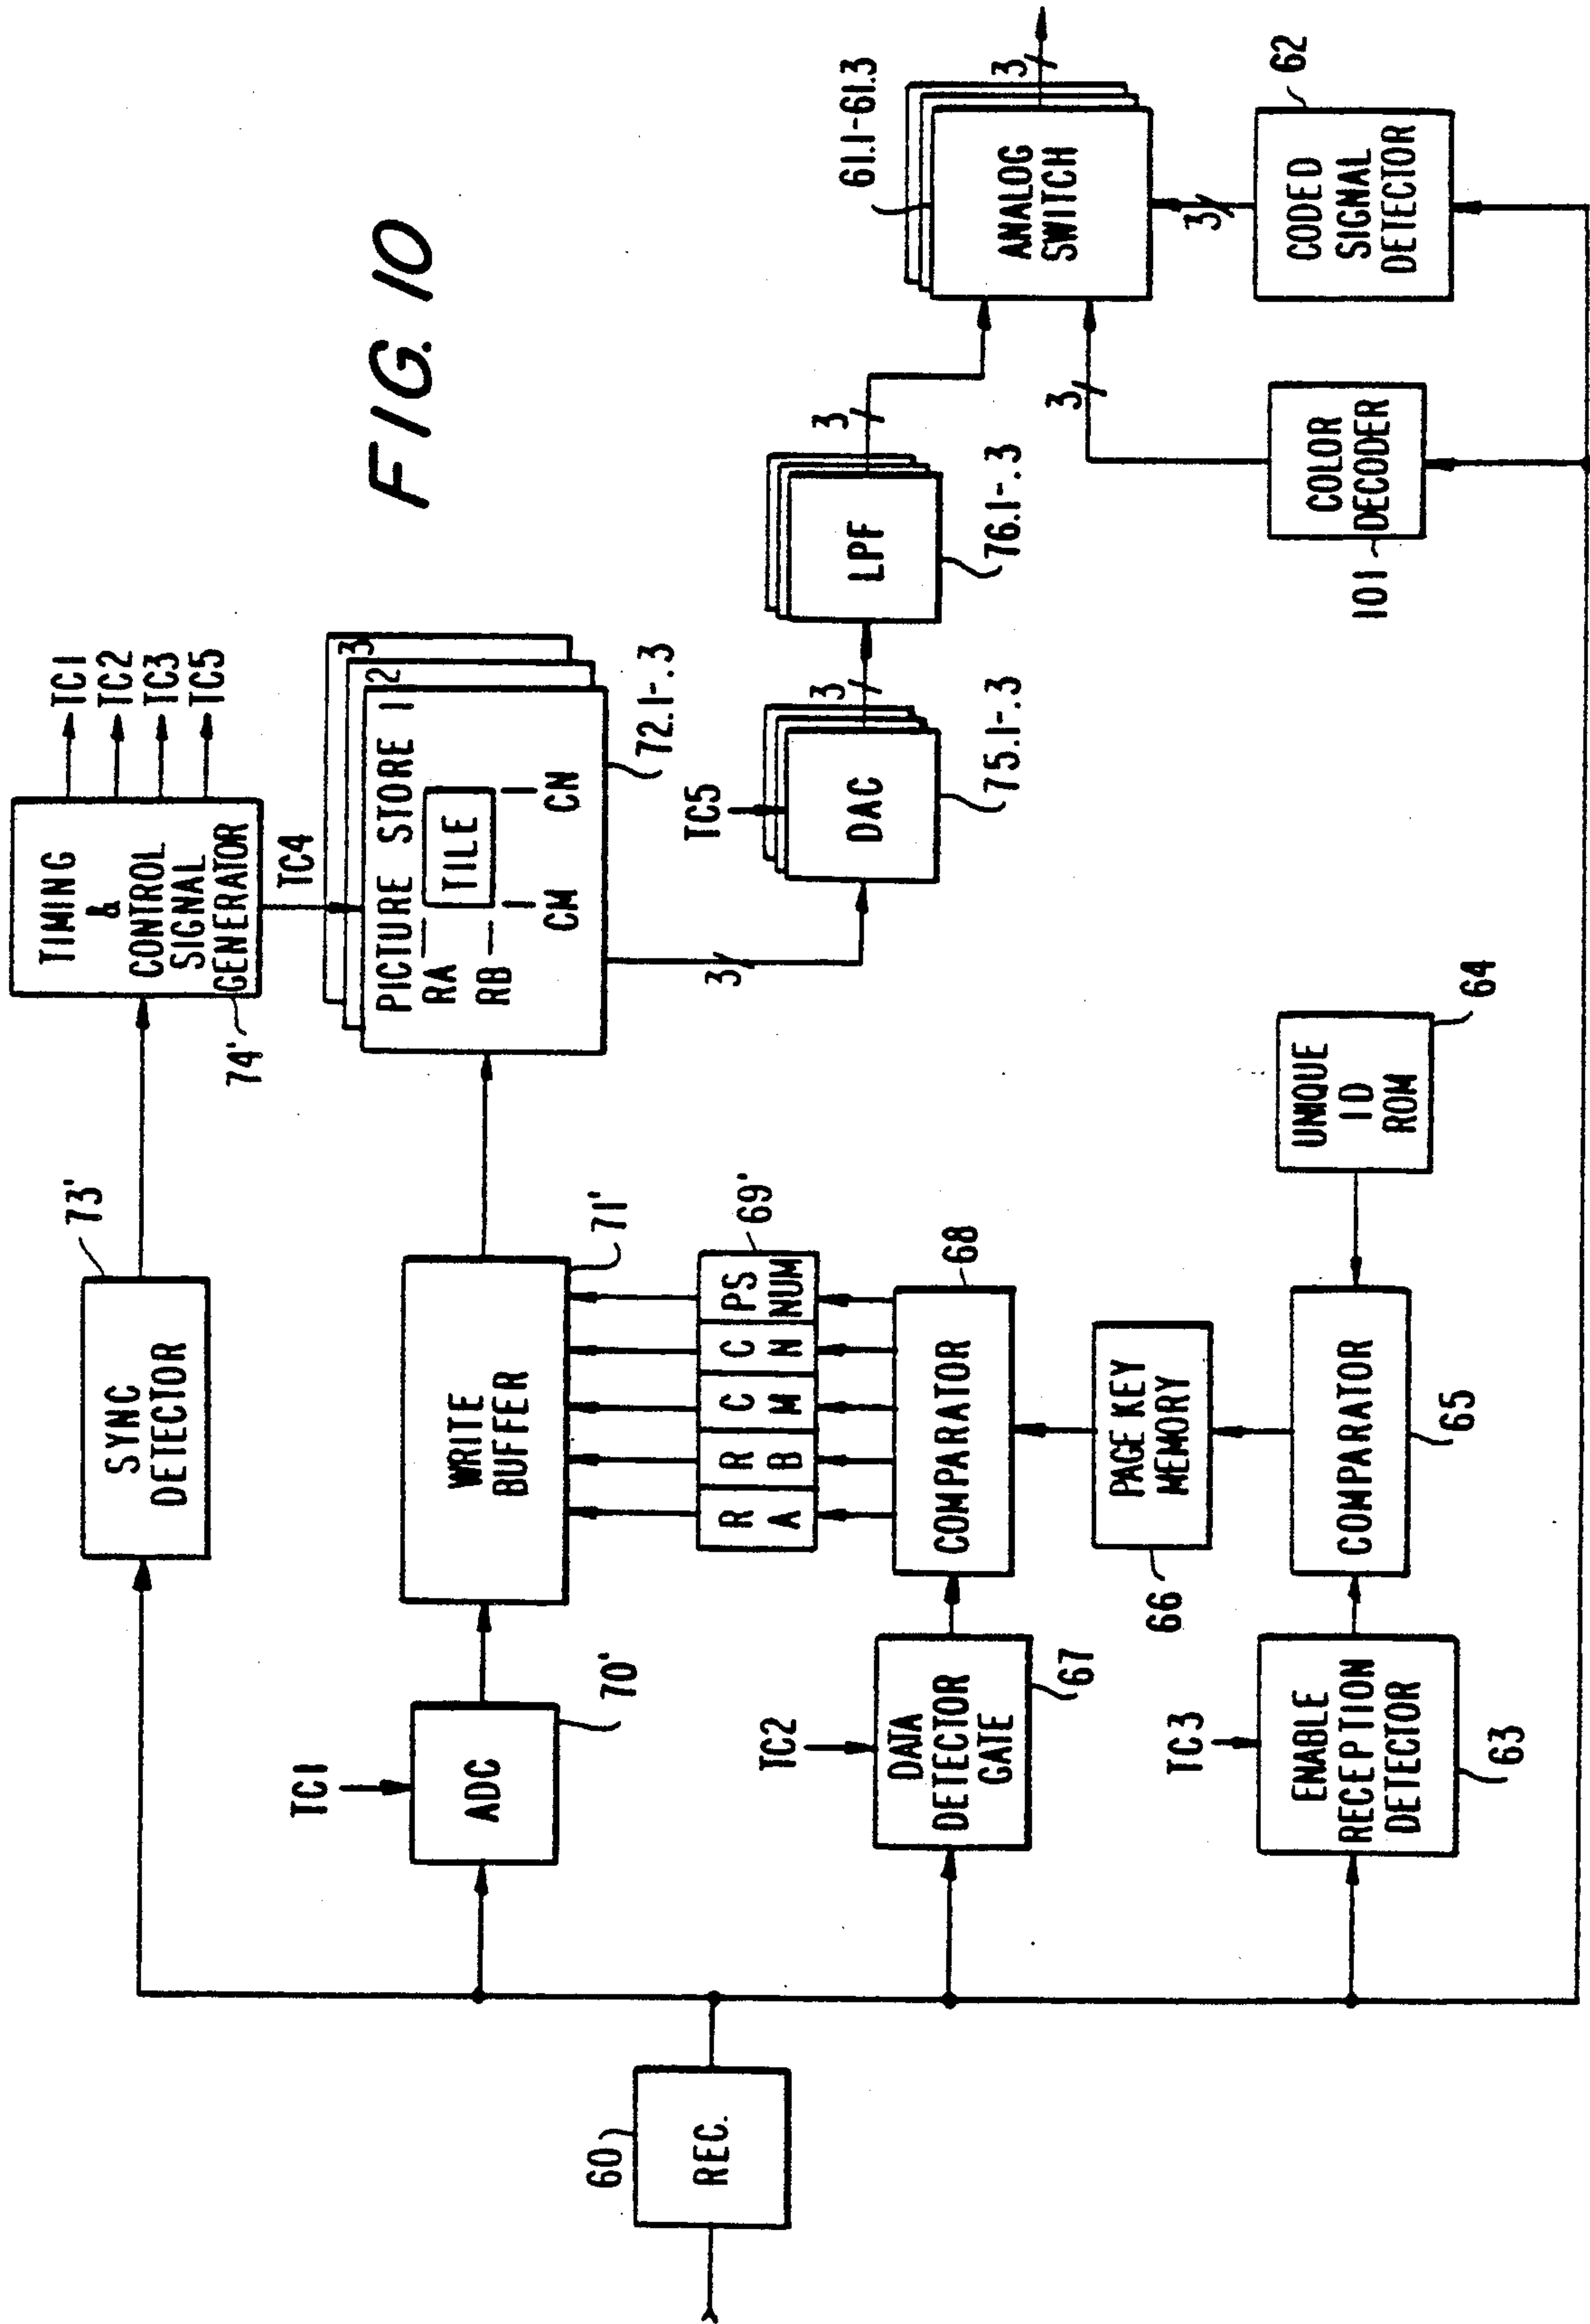 FIG. 10
60
REC.
73'
SYNC
DETECTOR
TIMING
&
CONTROL
SIGNAL
GENERATOR
74'
TC1
TC2
TC3
TC5
TC4
TC1
ADC
70'
WRITE
BUFFER
71'
PICTURE STORE 1
2
3
RA
RB
TILE
CM
CN
72.1-.3
3
R
A
R
B
C
M
C
N
PS
NUM
69'
TC5
DAC
75.1-.3
3
LPF
76.1-.3
3
ANALOG
SWITCH
61.1-61.3
3
TC2
DATA
DETECTOR
GATE
67
COMPARATOR
68
PAGE KEY
MEMORY
66
TC3
ENABLE
RECEPTION
DETECTOR
63
COMPARATOR
65
UNIQUE
ID
ROM
64
COLOR
DECODER
101
3
CODED
SIGNAL
DETECTOR
62
3